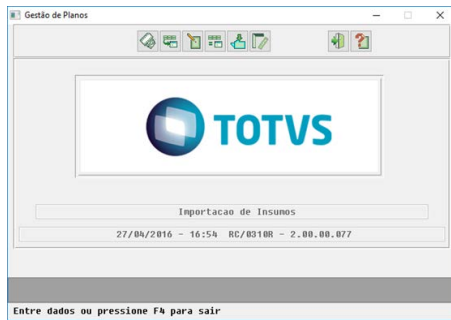 Gestão de Planos
TOTVS
Importacao de Insumos
27/04/2016 - 16:54 RC/0310R - 2.00.00.077
Entre dados ou pressione F4 para sair